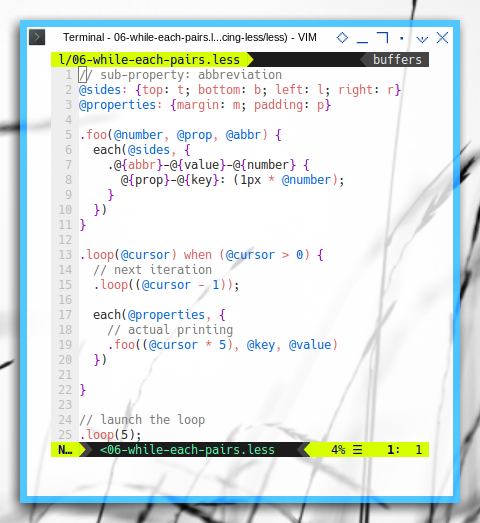 Terminal - 06-while-each-pairs.l...cing-less/less) - VIM
l/06-while-each-pairs.less buffers
1 // sub-property: abbreviation
2 @sides: {top: t; bottom: b; left: l; right: r}
3 @properties: {margin: m; padding: p}
4
5 .foo(@number, @prop, @abbr) {
6   each(@sides, {
7     .@{abbr}-@{value}-@{number} {
8       @{prop}-@{key}: (1px * @number);
9     }
10   })
11 }
12
13 .loop(@cursor) when (@cursor > 0) {
14   // next iteration
15   .loop((@cursor - 1));
16
17   each(@properties, {
18     // actual printing
19     .foo((@cursor * 5), @key, @value)
20   })
21
22 }
23
24 // launch the loop
25 .loop(5);
N… <06-while-each-pairs.less 4% ☰ 1: 1